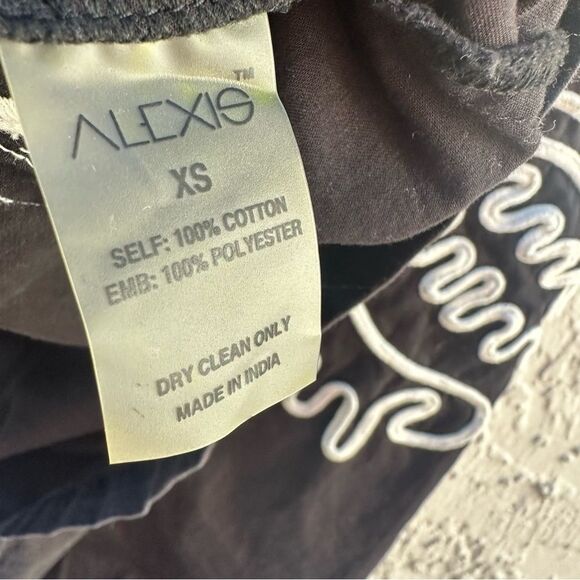 ALEXIS™
XS
SELF: 100% COTTON
EMB: 100% POLYESTER
DRY CLEAN ONLY
MADE IN INDIA